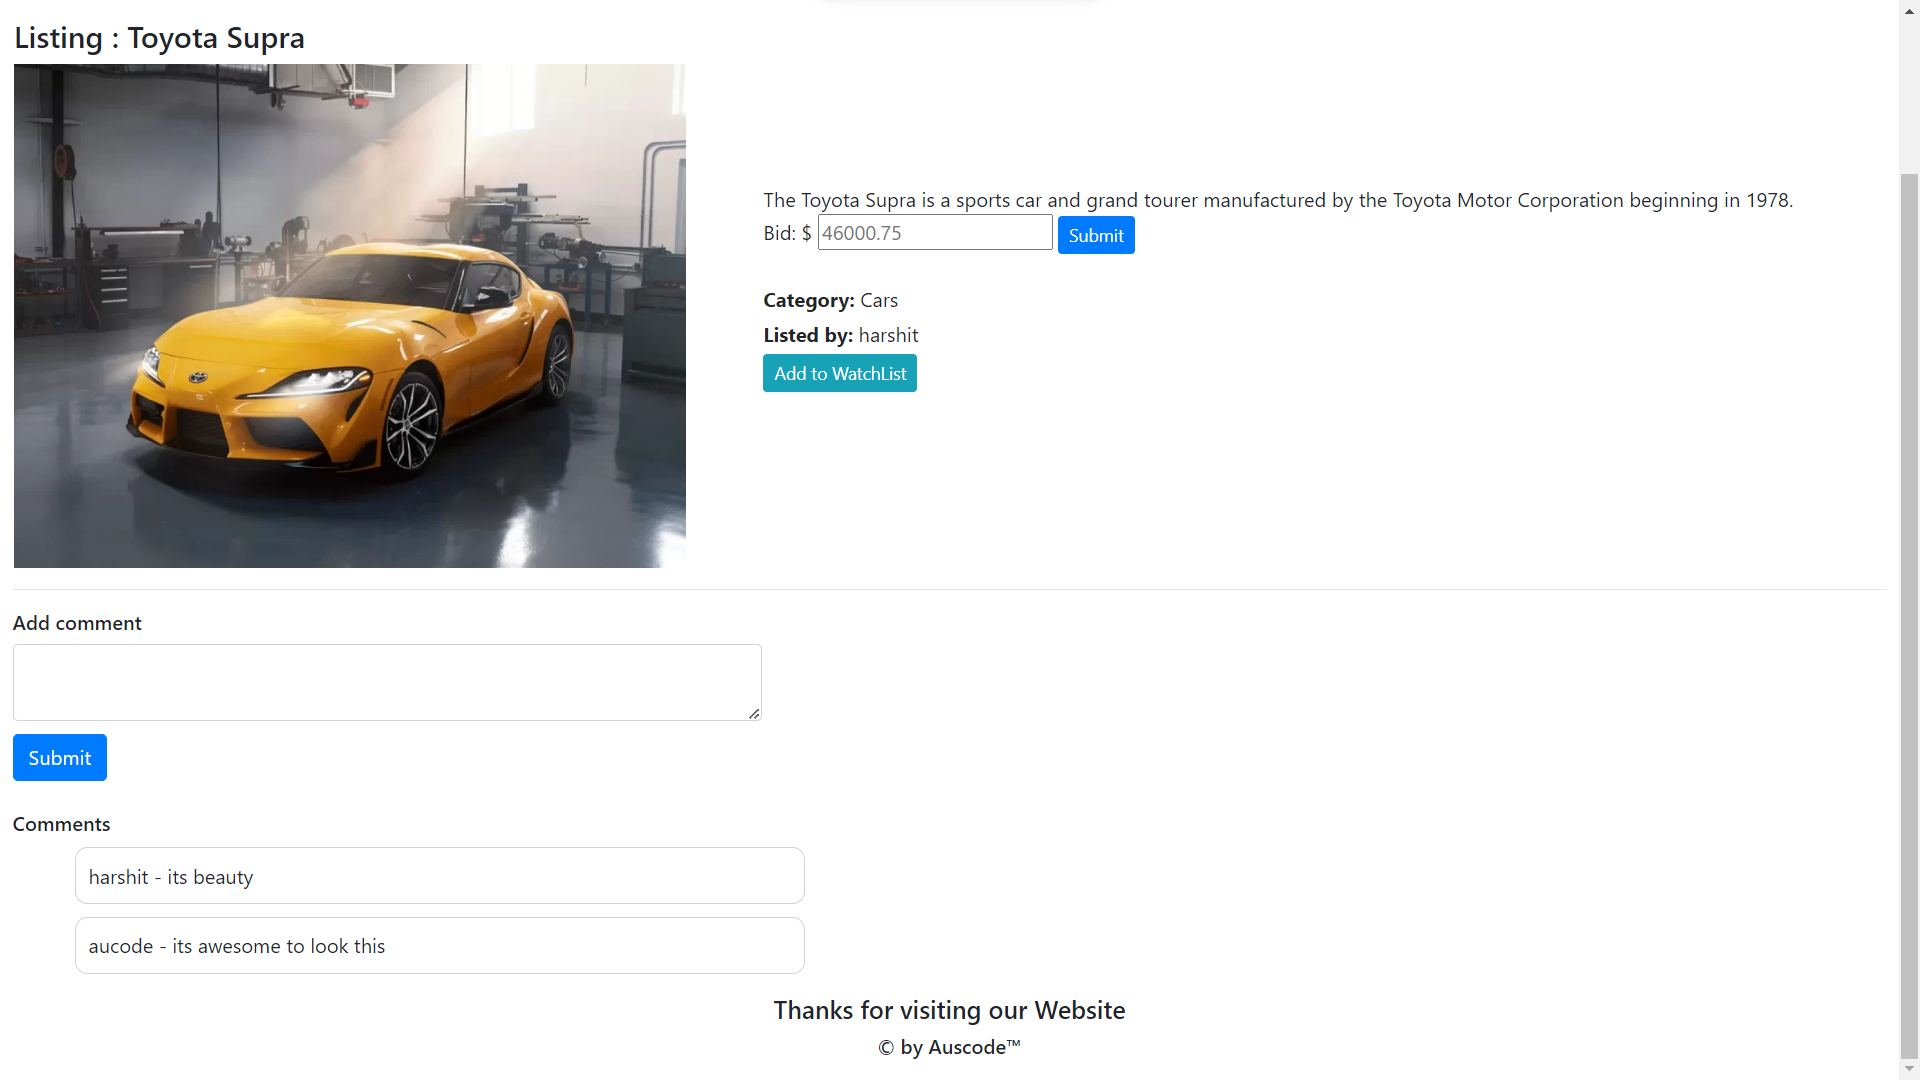 Listing : Toyota Supra
The Toyota Supra is a sports car and grand tourer manufactured by the Toyota Motor Corporation beginning in 1978.
Bid: $ 46000.75 Submit
Category: Cars
Listed by: harshit
Add to WatchList
Add comment
Submit
Comments
harshit - its beauty
aucode - its awesome to look this
Thanks for visiting our Website
© by Auscode™